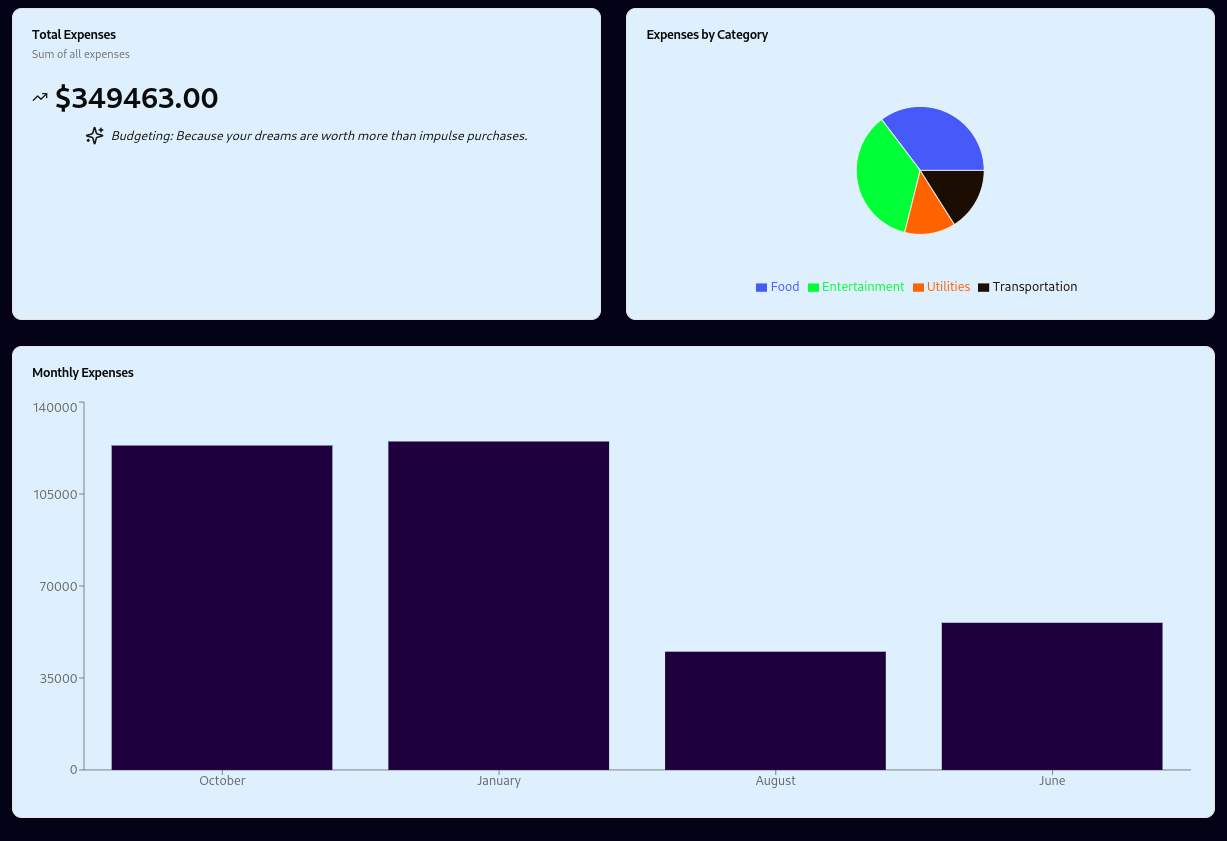 Total Expenses
Sum of all expenses
$349463.00
Budgeting: Because your dreams are worth more than impulse purchases.
Expenses by Category
Food Entertainment Utilities Transportation
Monthly Expenses
140000
105000
70000
35000
0
October January August June